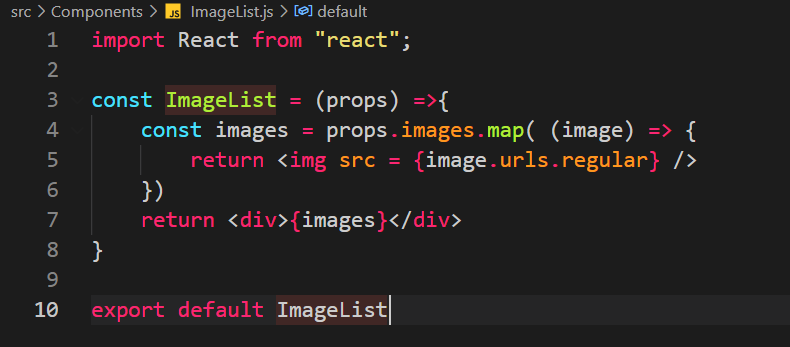 src > Components > JS ImageList.js > default
1 import React from "react";
2
3 const ImageList = (props) =>{
4     const images = props.images.map( (image) => {
5         return <img src = {image.urls.regular} />
6     })
7     return <div>{images}</div>
8 }
9
10 export default ImageList